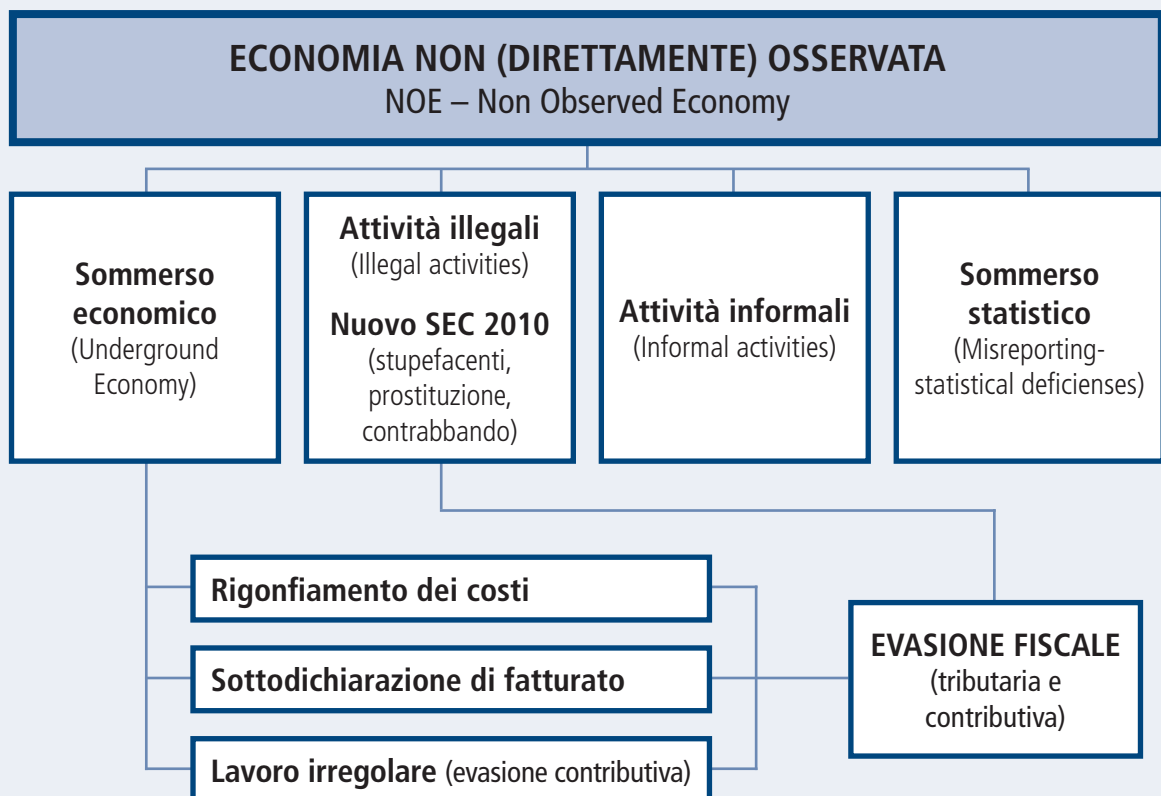 ECONOMIA NON (DIRETTAMENTE) OSSERVATA
NOE – Non Observed Economy
Sommerso
economico
(Underground
Economy)
Attività illegali
(Illegal activities)
Nuovo SEC 2010
(stupefacenti,
prostituzione,
contrabbando)
Attività informali
(Informal activities)
Sommerso
statistico
(Misreporting-
statistical deficienses)
Rigonfiamento dei costi
Sottodichiarazione di fatturato
Lavoro irregolare (evasione contributiva)
EVASIONE FISCALE
(tributaria e
contributiva)